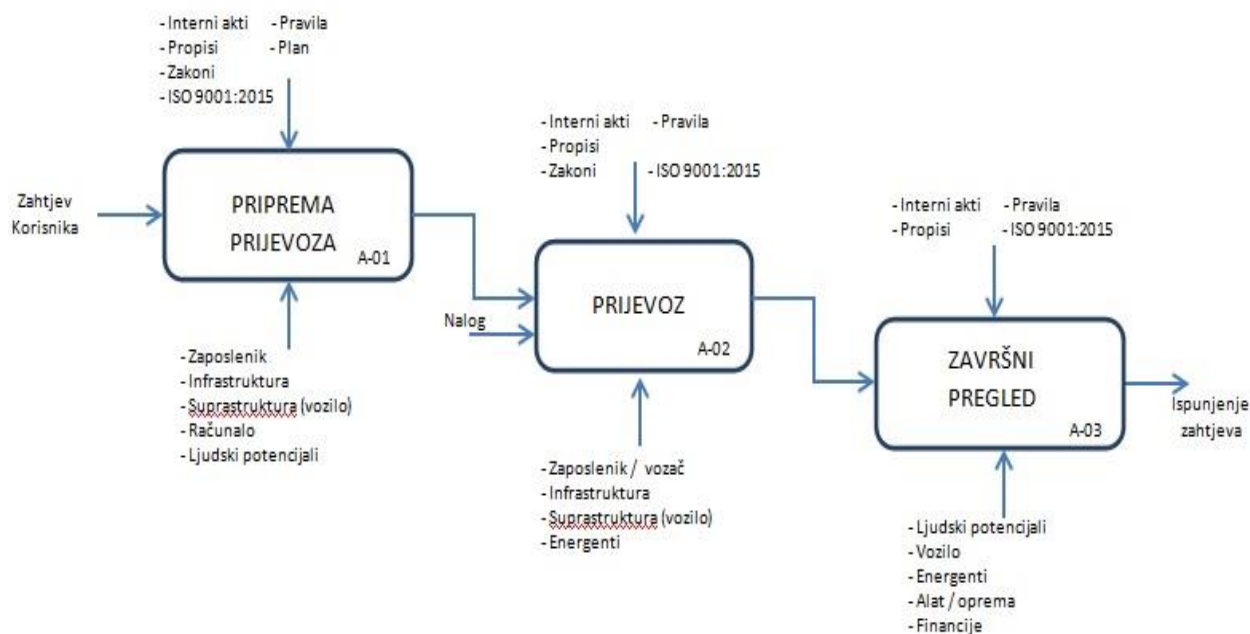 - Interni akti - Pravila
- Propisi - Plan
- Zakoni
- ISO 9001:2015
Zahtjev
Korisnika
PRIPREMA
PRIJEVOZA
A-01
- Zaposlenik
- Infrastruktura
- Suprastruktura (vozilo)
- Računalo
- Ljudski potencijali
- Interni akti - Pravila
- Propisi
- Zakoni - ISO 9001:2015
Nalog
PRIJEVOZ
A-02
- Zaposlenik / vozač
- Infrastruktura
- Suprastruktura (vozilo)
- Energenti
- Interni akti - Pravila
- Propisi - ISO 9001:2015
ZAVRŠNI
PREGLED
A-03
Ispunjenje
zahtjeva
- Ljudski potencijali
- Vozilo
- Energenti
- Alat / oprema
- Financije